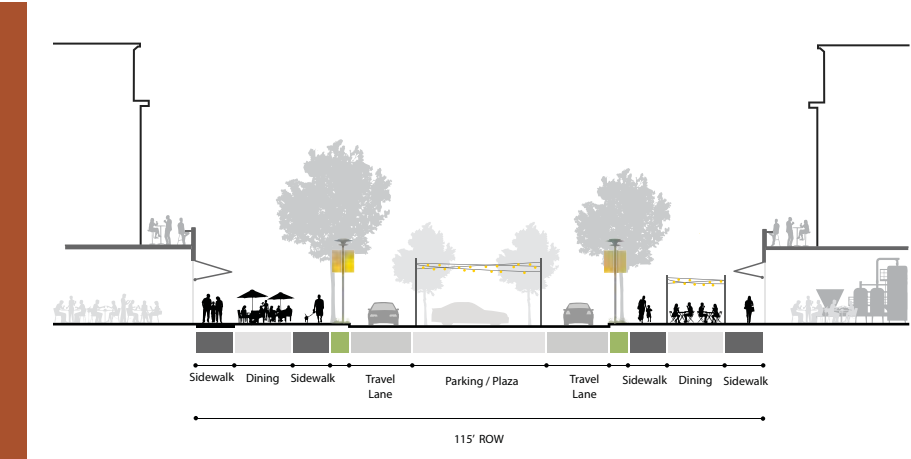 Sidewalk Dining Sidewalk Travel Lane Parking / Plaza Travel Lane Sidewalk Dining Sidewalk
115' ROW